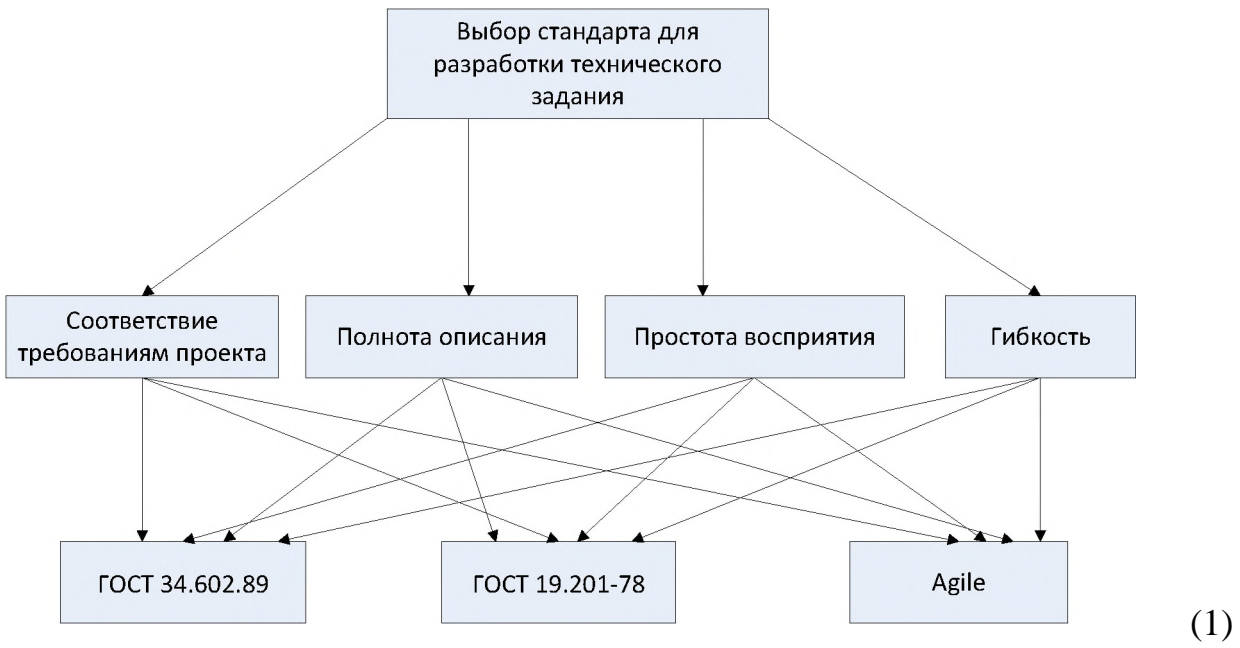 Выбор стандарта для
разработки технического
задания
Соответствие
требованиям проекта
Полнота описания
Простота восприятия
Гибкость
ГОСТ 34.602.89
ГОСТ 19.201-78
Agile
(1)